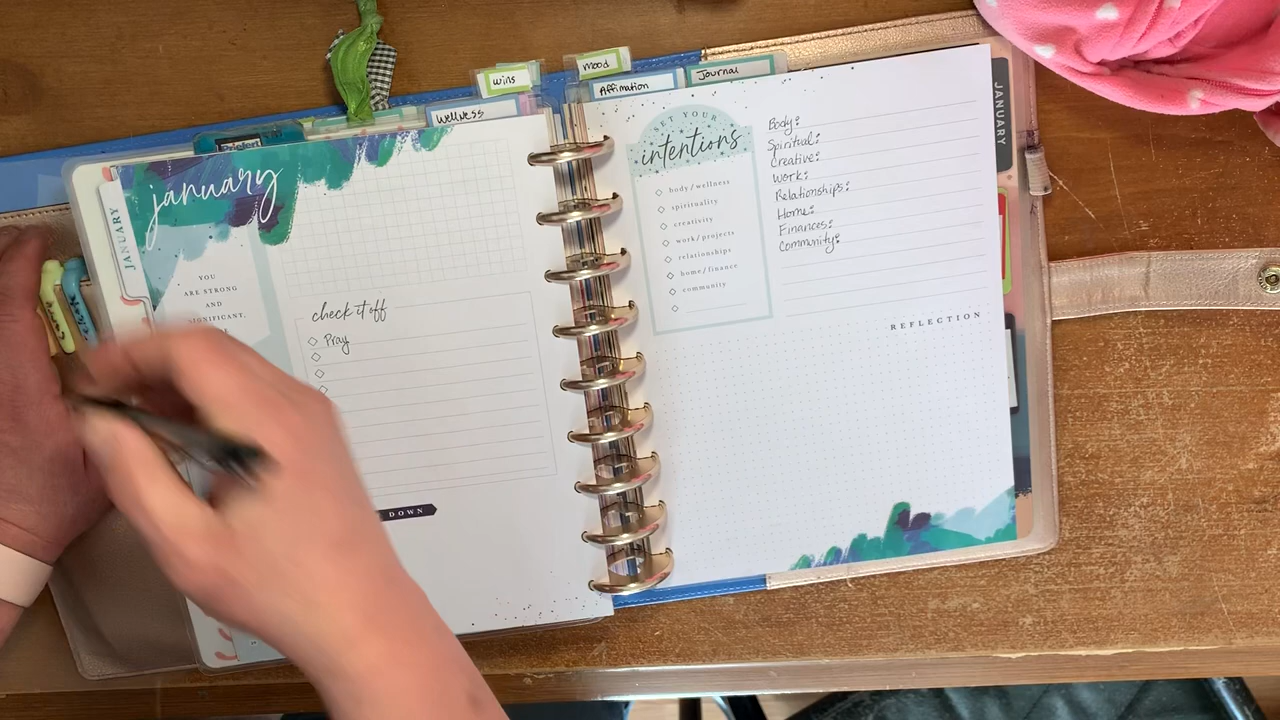 wins
mood
Journal
Affimation
Wellness
january
JANUARY
YOU
ARE STRONG
AND
SIGNIFICANT,
check it off
Pray
DOWN
SET YOUR
intentions
body/wellness
spirituality
creativity
work/projects
relationships
home/finance
community
Body:
Spiritual:
Creative:
Work:
Relationships:
Home:
Finances:
Community:
REFLECTION
JANUARY